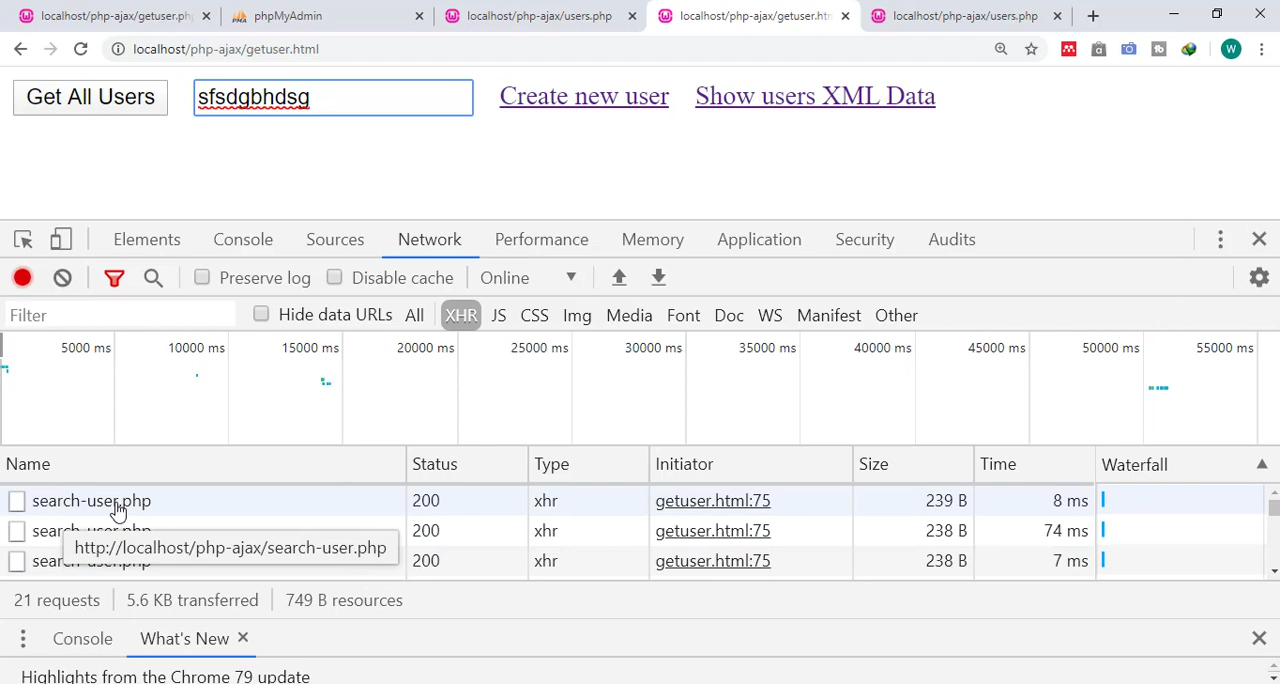 localhost/php-ajax/getuser.php
phpMyAdmin
localhost/php-ajax/users.php
localhost/php-ajax/getuser.htm
localhost/php-ajax/users.php
localhost/php-ajax/getuser.html
W
Get All Users
sfsdgbhdsg
Create new user
Show users XML Data
Elements
Console
Sources
Network
Performance
Memory
Application
Security
Audits
Preserve log
Disable cache
Online
Filter
Hide data URLs
All
XHR
JS
CSS
Img
Media
Font
Doc
WS
Manifest
Other
5000 ms
10000 ms
15000 ms
20000 ms
25000 ms
30000 ms
35000 ms
40000 ms
45000 ms
50000 ms
55000 ms
Name
Status
Type
Initiator
Size
Time
Waterfall
search-user.php
200
xhr
getuser.html:75
239 B
8 ms
search-user.php
200
xhr
getuser.html:75
238 B
74 ms
http://localhost/php-ajax/search-user.php
search-user.php
200
xhr
getuser.html:75
238 B
7 ms
21 requests
5.6 KB transferred
749 B resources
Console
What's New
Highlights from the Chrome 79 update